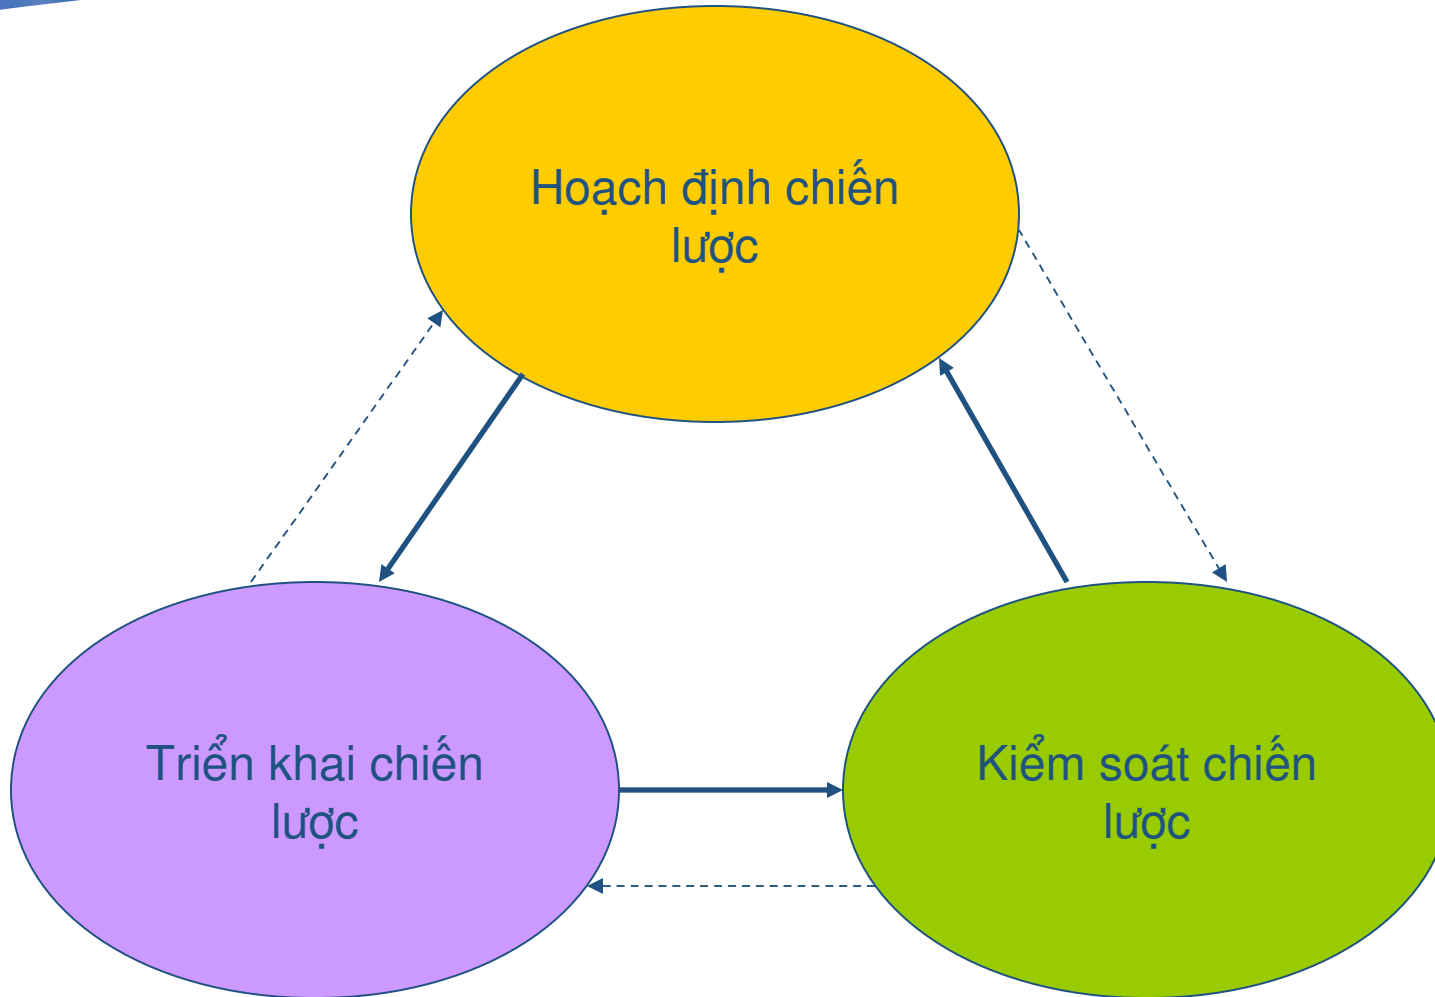 Hoạch định chiến
lược
Triển khai chiến
lược
Kiểm soát chiến
lược